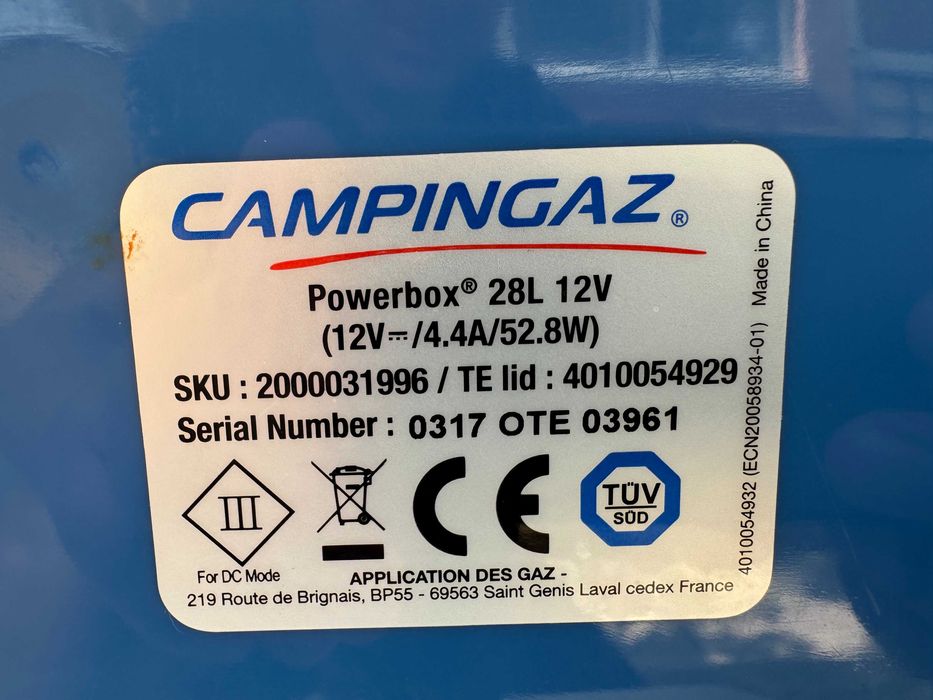 CAMPINGAZ®
Powerbox® 28L 12V
(12V⎓/4.4A/52.8W)
SKU : 2000031996 / TE lid : 4010054929
Serial Number : 0317 OTE 03961
III
For DC Mode
CE
TÜV
SÜD
APPLICATION DES GAZ -
219 Route de Brignais, BP55 - 69563 Saint Genis Laval cedex France
4010054932 (ECN20058934-01) Made in China